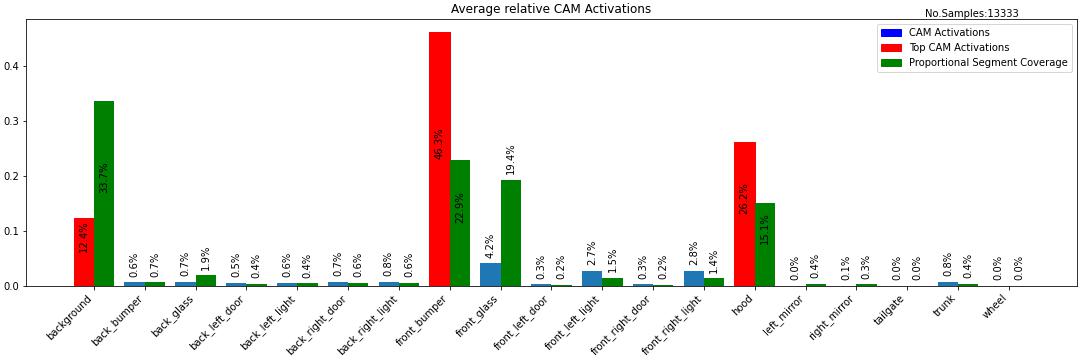 Average relative CAM Activations
No.Samples:13333
CAM Activations
Top CAM Activations
Proportional Segment Coverage
0.4
0.3
0.2
0.1
0.0
12.4%
33.7%
0.6%
0.7%
0.7%
1.9%
0.5%
0.4%
0.6%
0.4%
0.7%
0.6%
0.8%
0.6%
46.3%
22.9%
4.2%
19.4%
0.3%
0.2%
2.7%
1.5%
0.3%
0.2%
2.8%
1.4%
26.2%
15.1%
0.0%
0.4%
0.1%
0.3%
0.0%
0.0%
0.8%
0.4%
0.0%
0.0%
background
back_bumper
back_glass
back_left_door
back_left_light
back_right_door
back_right_light
front_bumper
front_glass
front_left_door
front_left_light
front_right_door
front_right_light
hood
left_mirror
right_mirror
tailgate
trunk
wheel